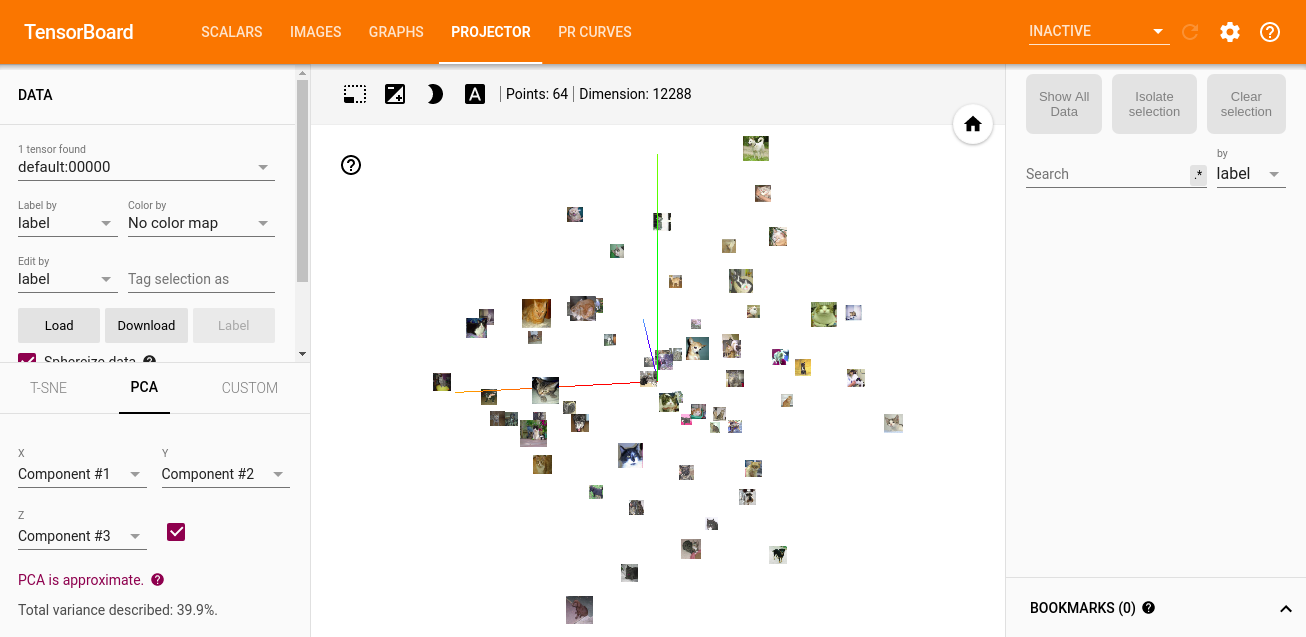 TensorBoard
SCALARS IMAGES GRAPHS PROJECTOR PR CURVES
INACTIVE
DATA
1 tensor found
default:00000
Label by Color by
label No color map
Edit by
label Tag selection as
Load Download Label
Spherelze data
T-SNE PCA CUSTOM
X Y
Component #1 Component #2
Z
Component #3
PCA is approximate.
Total variance described: 39.9%.
A Points: 64 Dimension: 12288
Show All Data
Isolate selection
Clear selection
by
Search .* label
BOOKMARKS (0)